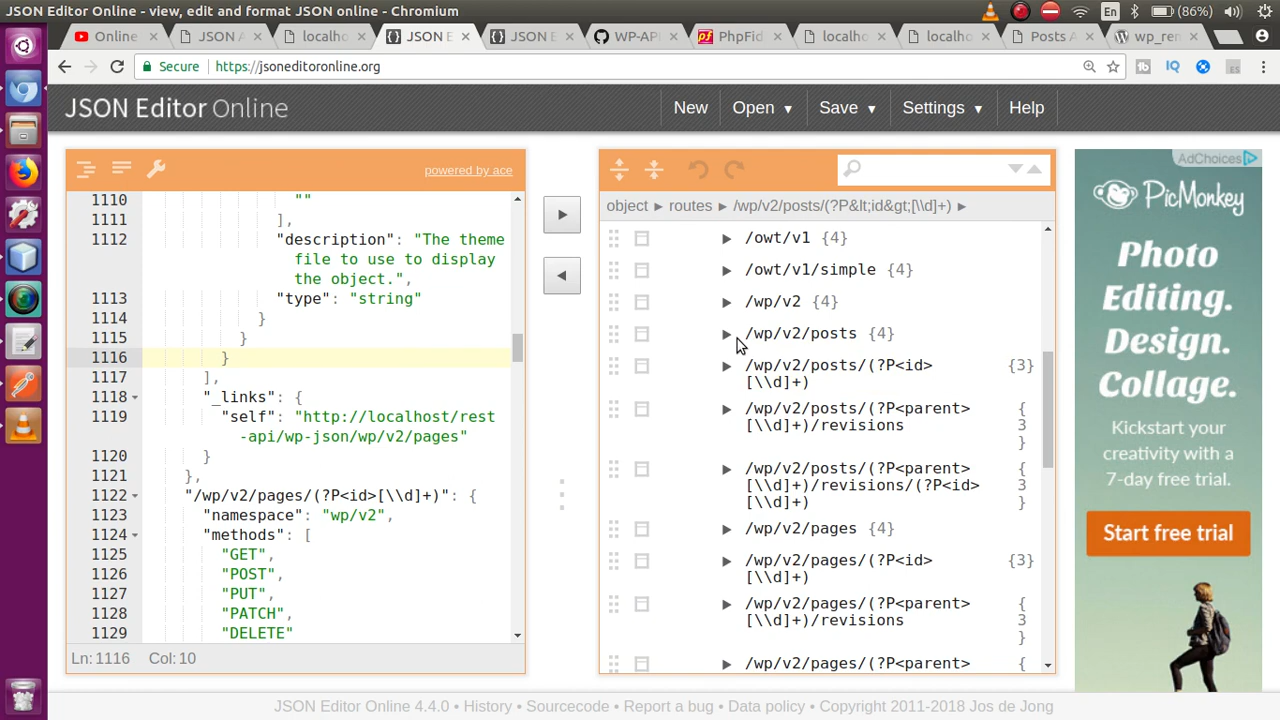 JSON Editor Online - view, edit and format JSON online - Chromium
En
(86%)
Online
JSON A
localho
JSON E
JSON E
WP-API
PhpFid
localho
localho
Posts A
wp_ren
Secure
https://jsoneditoronline.org
JSON Editor Online
New
Open
Save
Settings
Help
powered by ace
1110 ""
1111 ],
1112 "description": "The theme
file to use to display
the object.",
1113 "type": "string"
1114 }
1115 }
1116 }
1117 ],
1118 "_links": {
1119 "self": "http://localhost/rest
-api/wp-json/wp/v2/pages"
1120 }
1121 },
1122 "/wp/v2/pages/(?P<id>[\\d]+)": {
1123 "namespace": "wp/v2",
1124 "methods": [
1125 "GET",
1126 "POST",
1127 "PUT",
1128 "PATCH",
1129 "DELETE"
Ln:1116 Col:10
object ► routes ► /wp/v2/posts/(?P&lt;id&gt;[\\d]+) ►
/owt/v1 {4}
/owt/v1/simple {4}
/wp/v2 {4}
/wp/v2/posts {4}
/wp/v2/posts/(?P<id> {3}
[\\d]+)
/wp/v2/posts/(?P<parent> {
[\\d]+)/revisions 3
}
/wp/v2/posts/(?P<parent> {
[\\d]+)/revisions/(?P<id> 3
[\\d]+) }
/wp/v2/pages {4}
/wp/v2/pages/(?P<id> {3}
[\\d]+)
/wp/v2/pages/(?P<parent> {
[\\d]+)/revisions 3
}
/wp/v2/pages/(?P<parent> {
AdChoices
PicMonkey
Photo
Editing.
Design.
Collage.
Kickstart your
creativity with a
7-day free trial.
Start free trial
JSON Editor Online 4.4.0 • History • Sourcecode • Report a bug • Data policy • Copyright 2011-2018 Jos de Jong